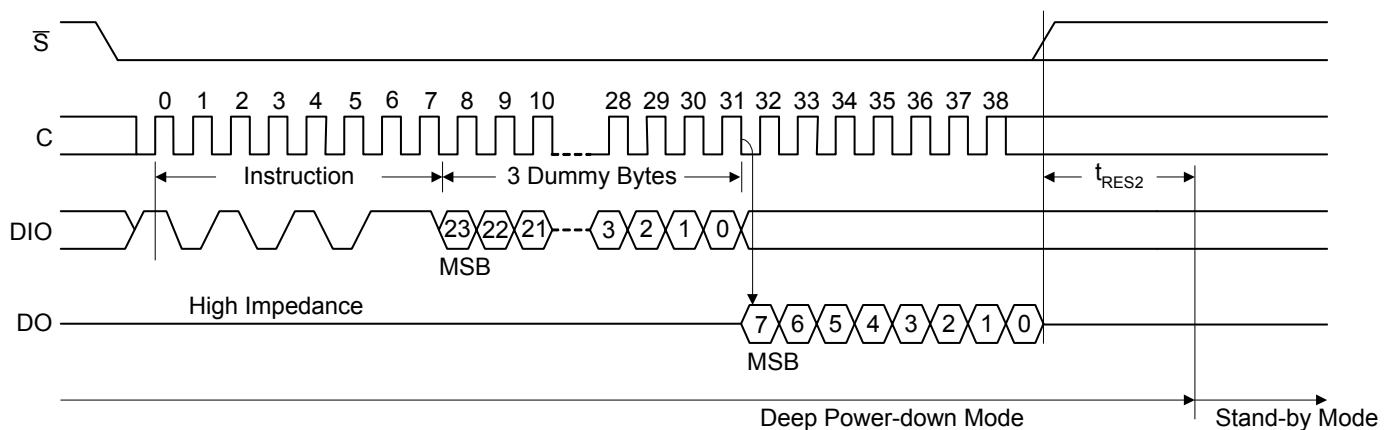 S̅
0 1 2 3 4 5 6 7 8 9 10 28 29 30 31 32 33 34 35 36 37 38
C
Instruction 3 Dummy Bytes tRES2
DIO 23 22 21 3 2 1 0
MSB
High Impedance
DO 7 6 5 4 3 2 1 0
MSB
Deep Power-down Mode Stand-by Mode